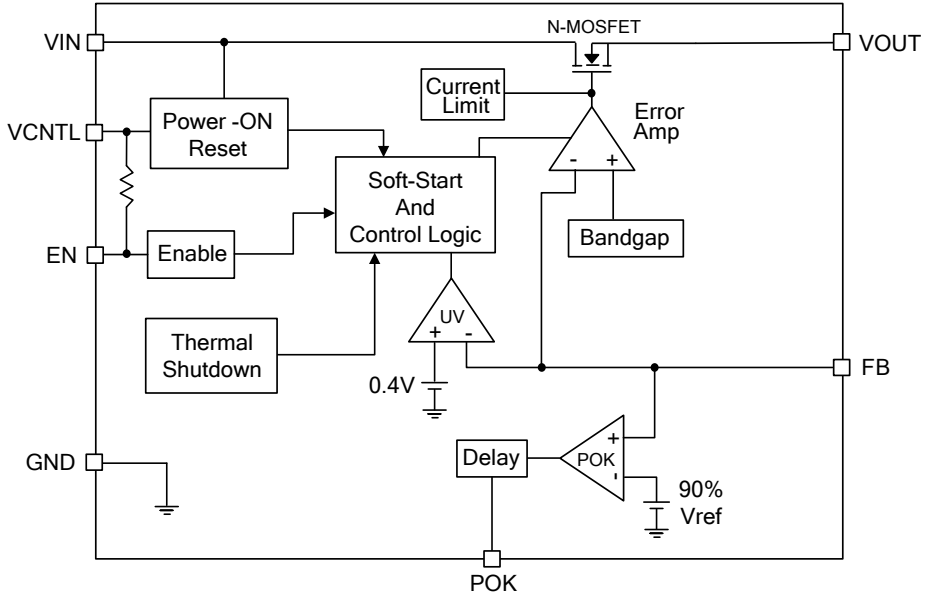 N-MOSFET
VIN
VOUT
Current
Limit
Error
Amp
VCNTL
Power -ON
Reset
-
+
Soft-Start
And
Control Logic
Bandgap
EN
Enable
UV
+
-
Thermal
Shutdown
FB
0.4V
+
POK
-
Delay
GND
90%
Vref
POK